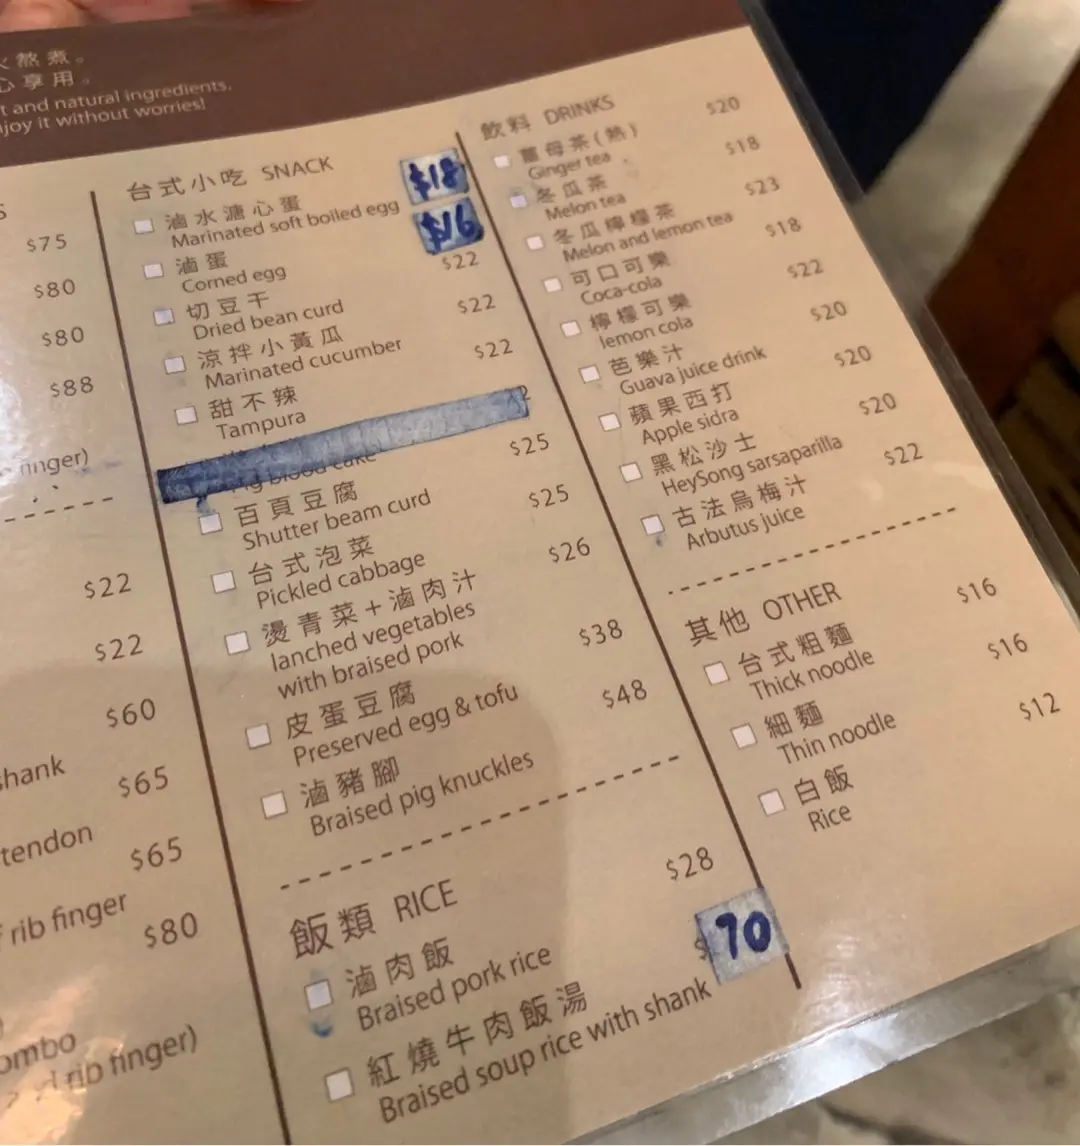 火熬煮。
心享用。
t and natural ingredients.
njoy it without worries!
S
$75
$80
$80
$88
finger)
$22
$22
$60
shank
$65
tendon
$65
rib finger
$80
ombo
rib finger)
台式小吃 SNACK
滷水溏心蛋 $18
Marinated soft boiled egg
滷蛋 $16
Corned egg
切豆干 $22
Dried bean curd
涼拌小黃瓜 $22
Marinated cucumber
甜不辣 $22
Tampura
Pig blood cake
百頁豆腐 $25
Shutter beam curd
台式泡菜 $25
Pickled cabbage
燙青菜+滷肉汁 $26
lanched vegetables
with braised pork
皮蛋豆腐 $38
Preserved egg & tofu
滷豬腳 $48
Braised pig knuckles
飯類 RICE
滷肉飯 $28
Braised pork rice
紅燒牛肉飯湯 $70
Braised soup rice with shank
飲料 DRINKS
薑母茶(熱) $20
Ginger tea
冬瓜茶 $18
Melon tea
冬瓜檸檬茶 $23
Melon and lemon tea
可口可樂 $18
Coca-cola
檸檬可樂 $22
lemon cola
芭樂汁 $20
Guava juice drink
蘋果西打 $20
Apple sidra
黑松沙士 $20
HeySong sarsaparilla
古法烏梅汁 $22
Arbutus juice
其他 OTHER
台式粗麵 $16
Thick noodle
細麵 $16
Thin noodle
白飯 $12
Rice